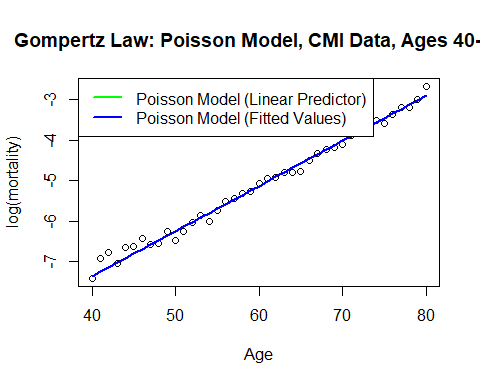 Gompertz Law: Poisson Model, CMI Data, Ages 40-
Poisson Model (Linear Predictor)
Poisson Model (Fitted Values)
log(mortality)
-3
-4
-5
-6
-7
40 50 60 70 80
Age